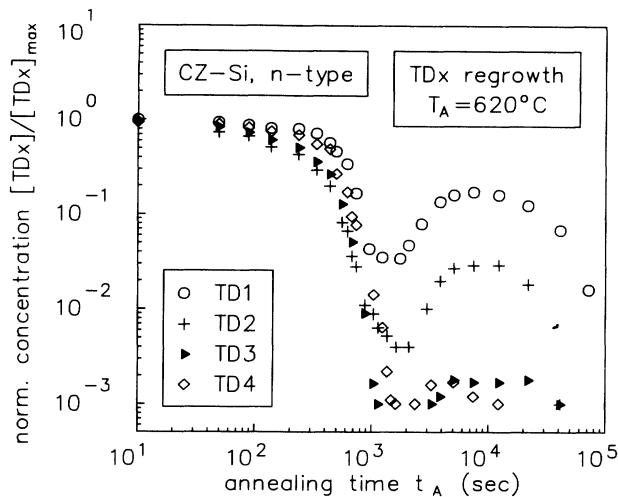 norm. concentration [TDx]/[TDx]max
10^1
10^0
10^-1
10^-2
10^-3
CZ-Si, n-type
TDx regrowth
T_A=620°C
TD1
TD2
TD3
TD4
10^1 10^2 10^3 10^4 10^5
annealing time t_A (sec)